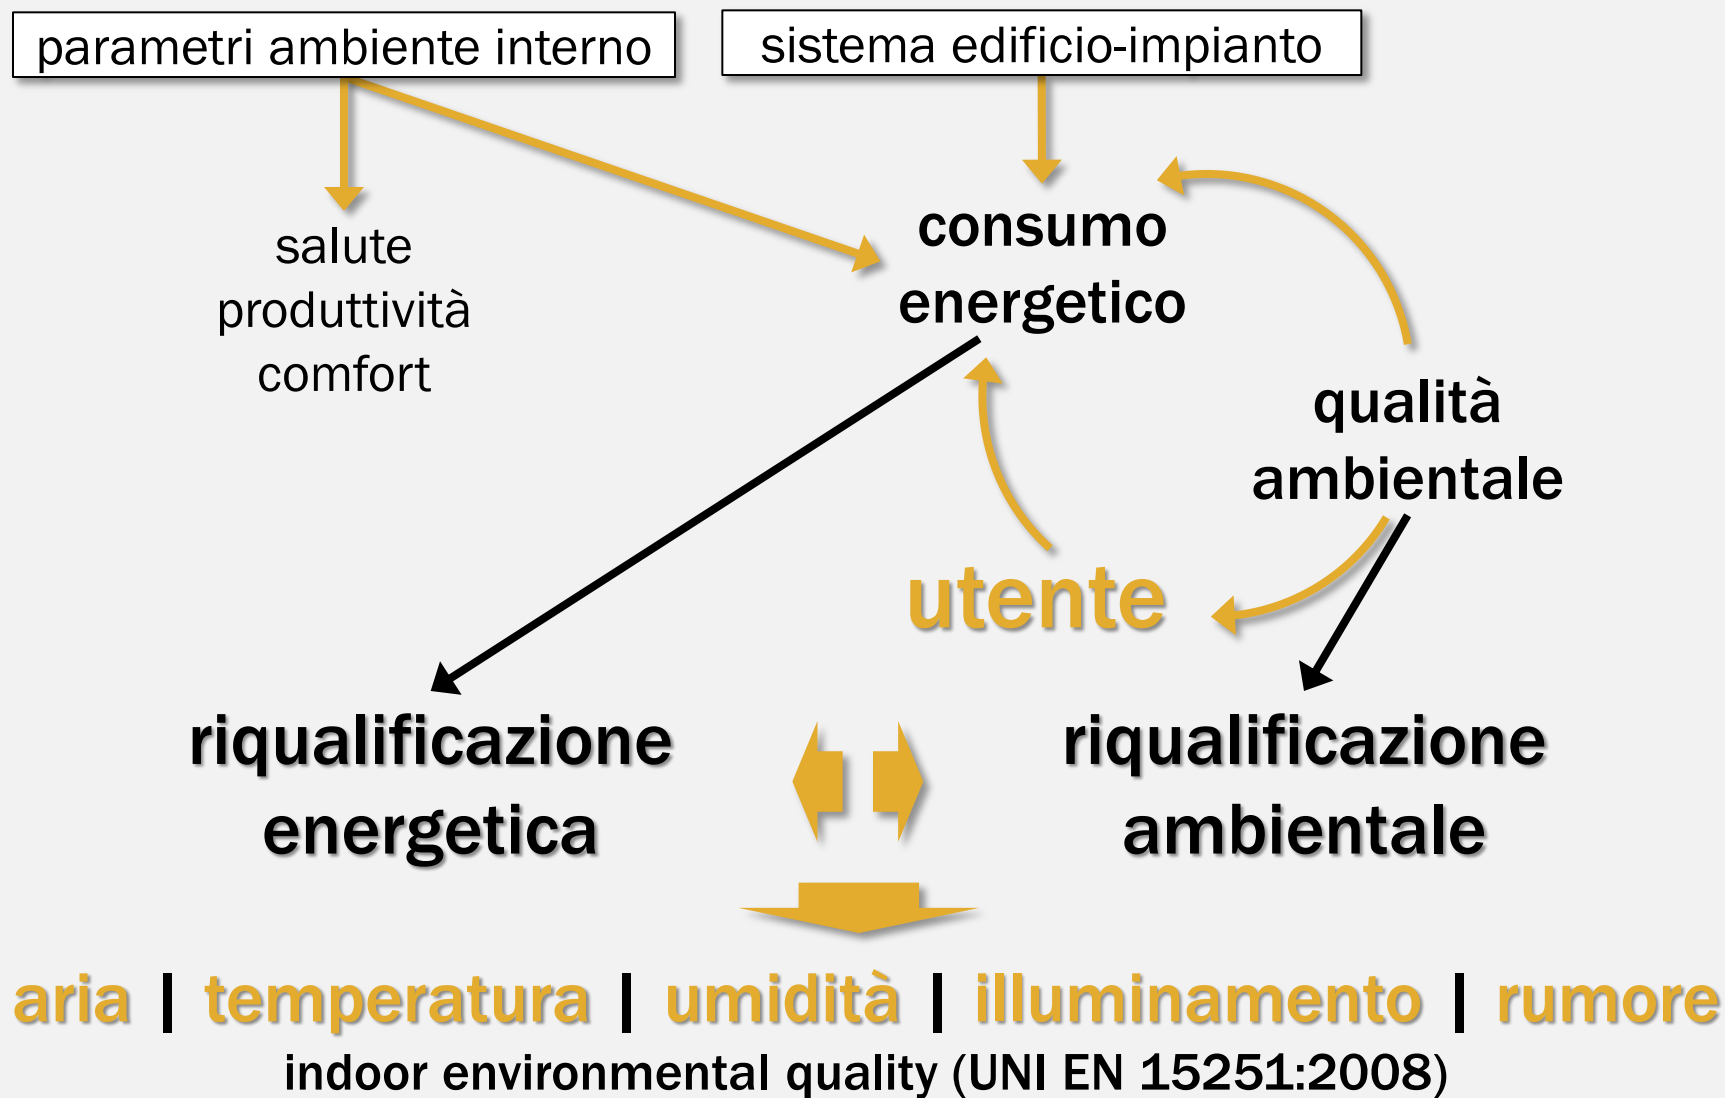 parametri ambiente interno
sistema edificio-impianto
salute
produttività
comfort
consumo
energetico
qualità
ambientale
utente
riqualificazione
energetica
riqualificazione
ambientale
aria | temperatura | umidità | illuminamento | rumore
indoor environmental quality (UNI EN 15251:2008)